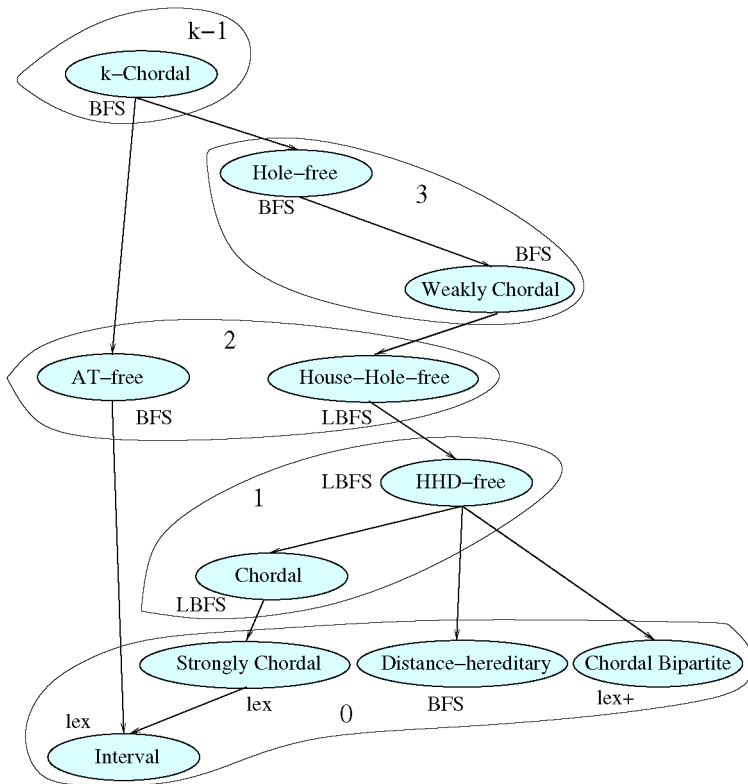 k−1
k−Chordal
BFS
Hole−free
BFS
3
BFS
Weakly Chordal
2
AT−free
BFS
House−Hole−free
LBFS
LBFS
HHD−free
1
Chordal
LBFS
Strongly Chordal
lex
Distance−hereditary
BFS
Chordal Bipartite
lex+
0
lex
Interval